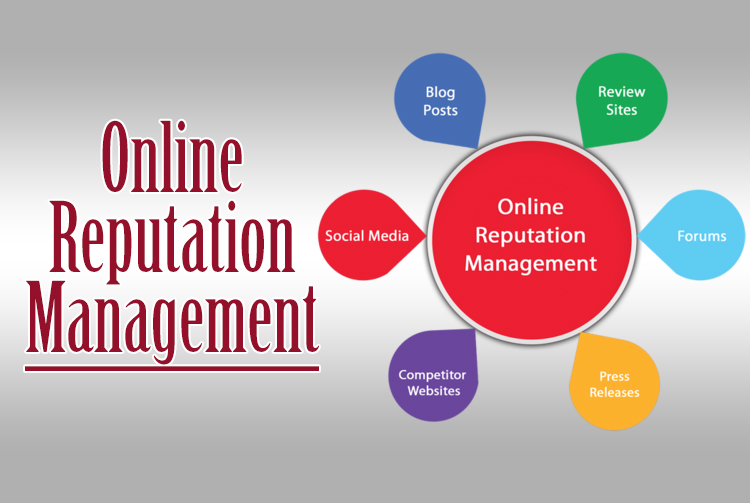 Online
Reputation
Management
Blog
Posts
Review
Sites
Social Media
Online
Reputation
Management
Forums
Competitor
Websites
Press
Releases